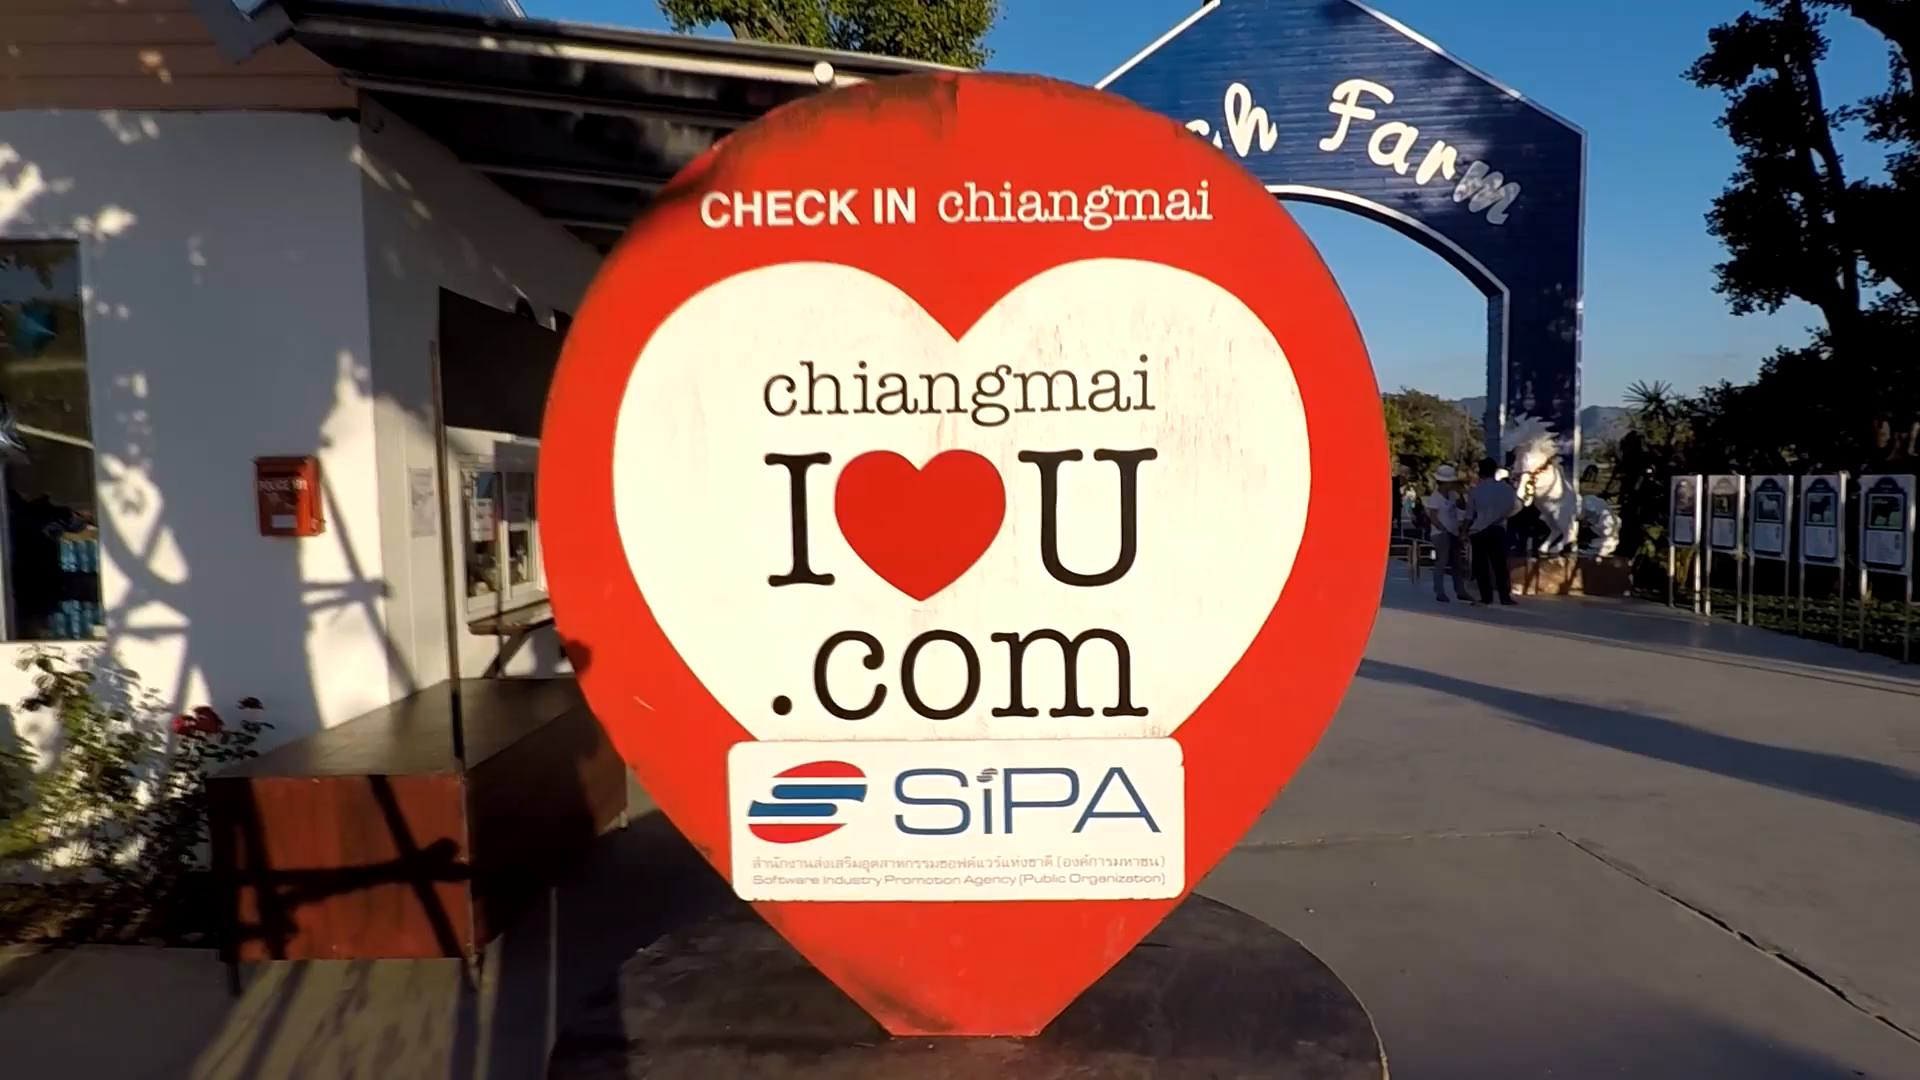 CHECK IN chiangmai
chiangmai
I❤U
.com
SiPA
สำนักงานส่งเสริมอุตสาหกรรมซอฟต์แวร์แห่งชาติ (องค์การมหาชน)
Software Industry Promotion Agency (Public Organization)
Farm
POLICE 191